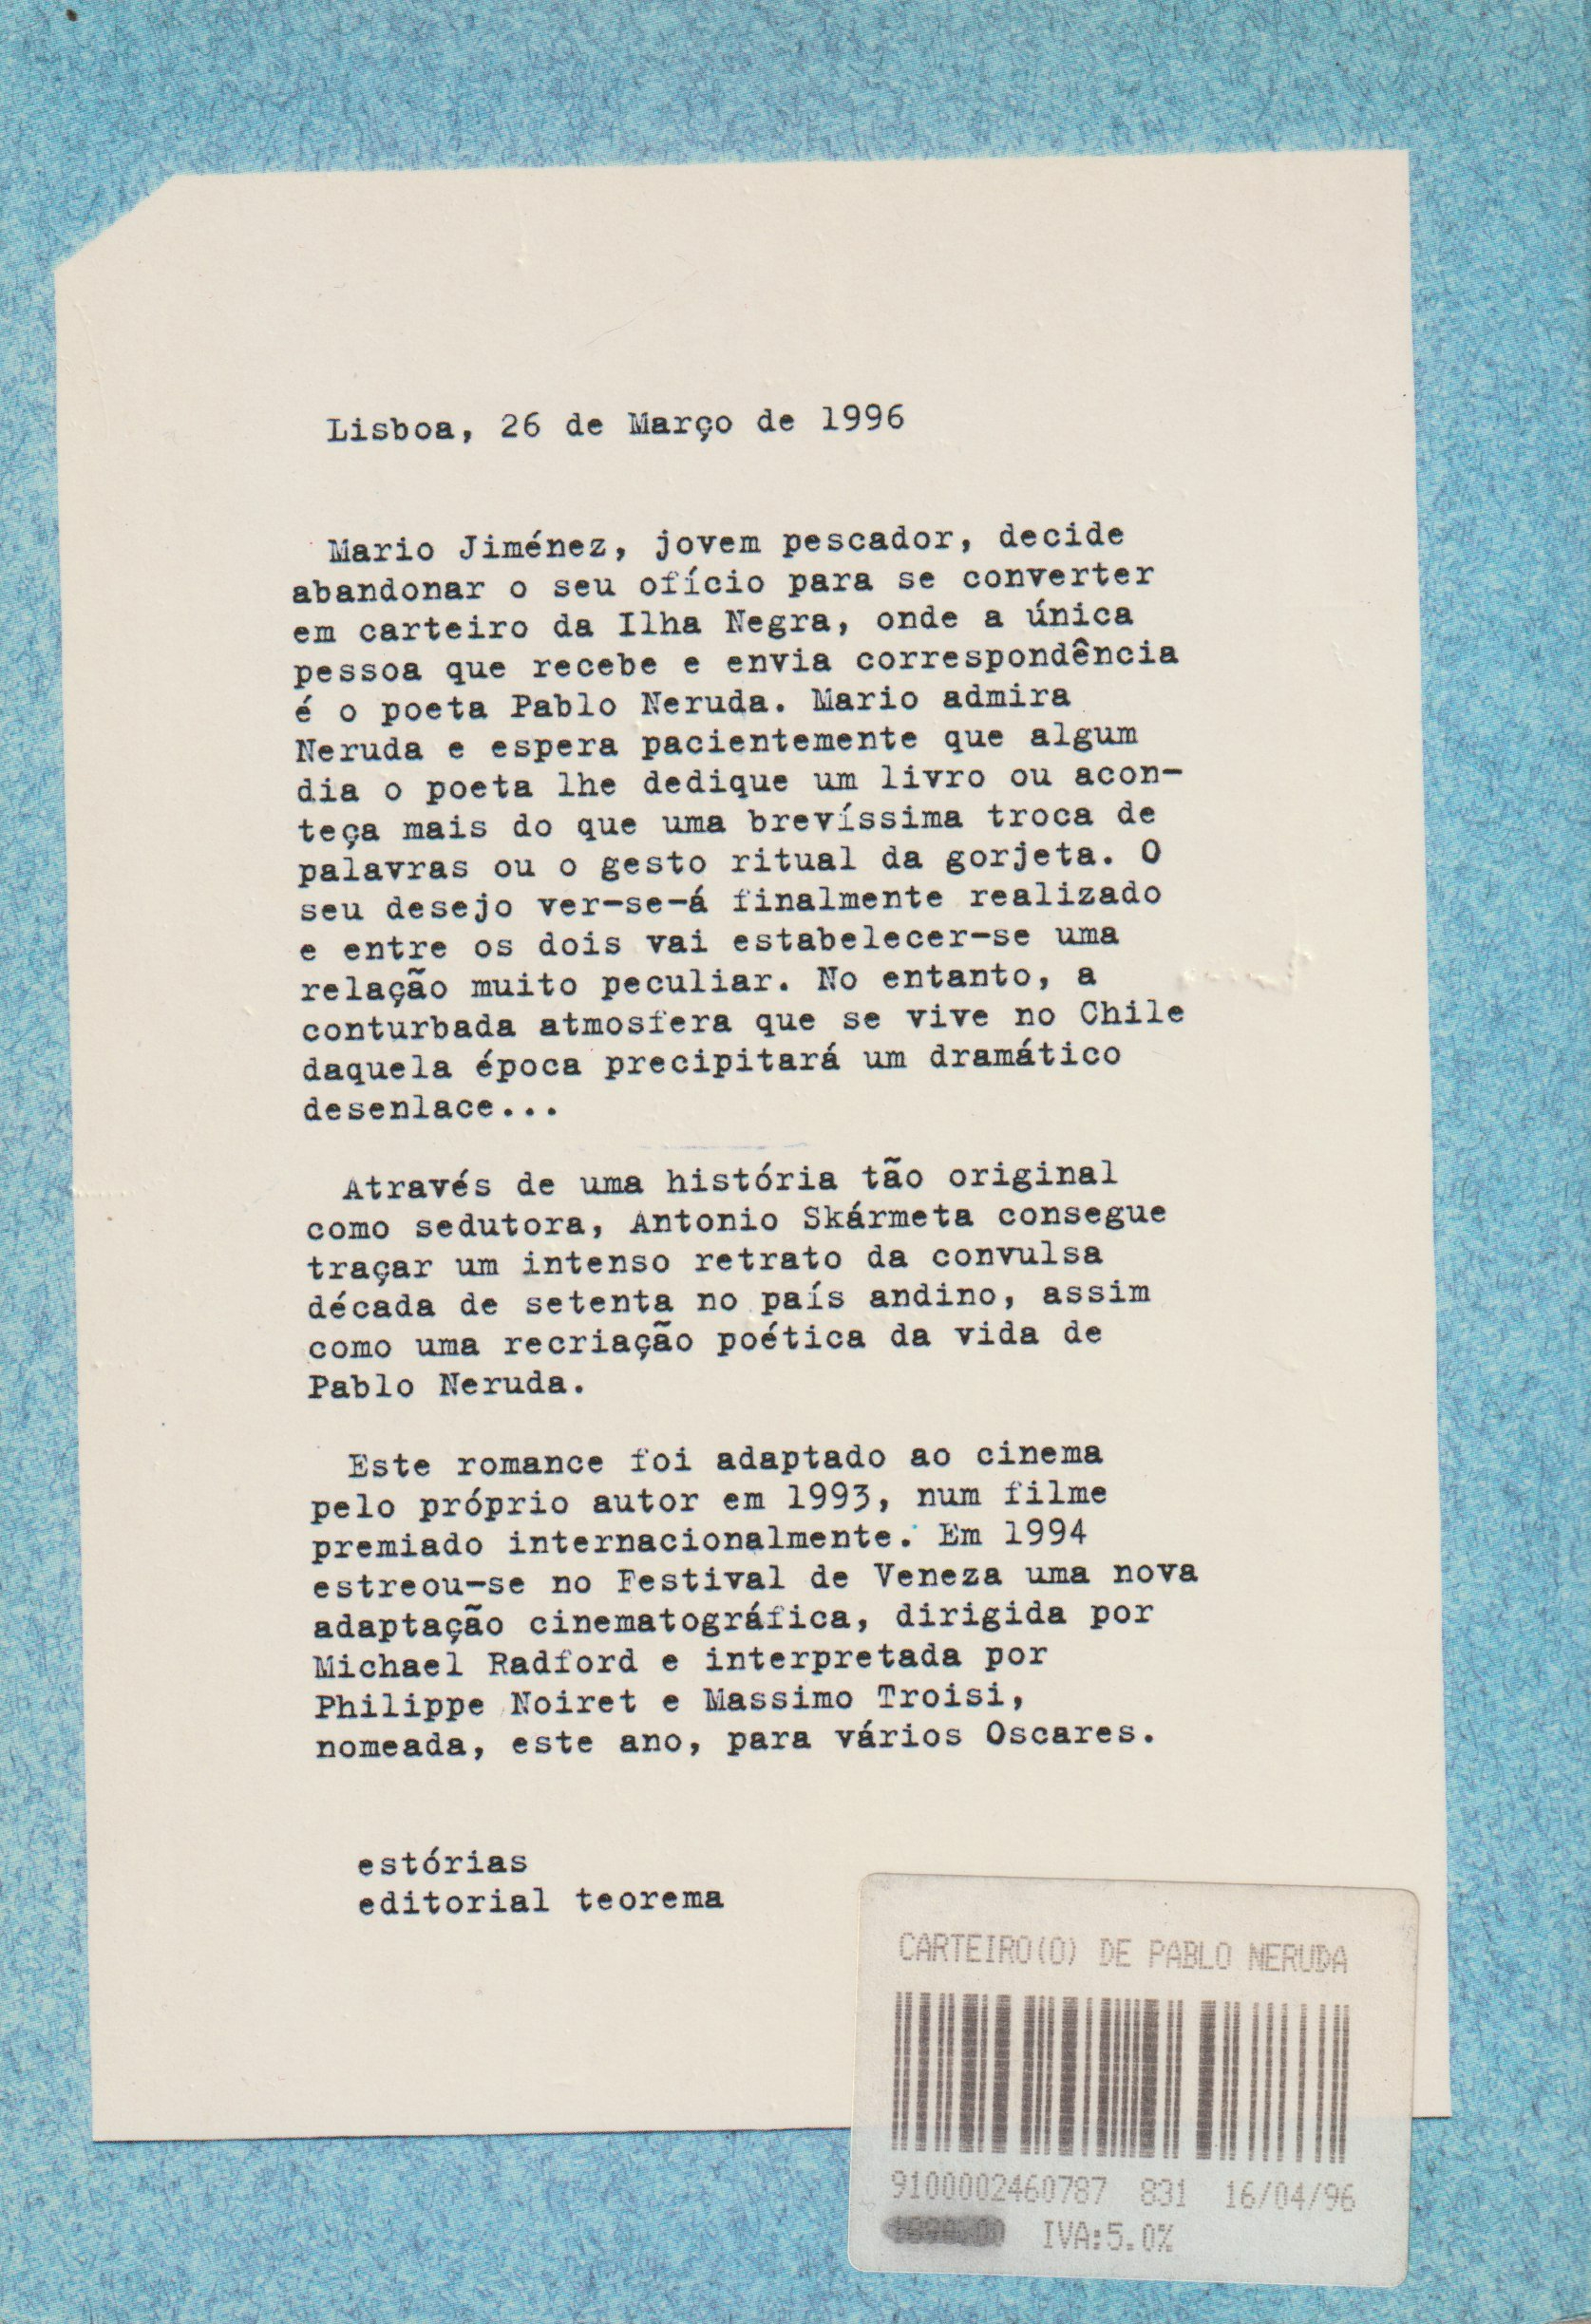 Lisboa, 26 de Março de 1996
Mario Jiménez, jovem pescador, decide
abandonar o seu ofício para se converter
em carteiro da Ilha Negra, onde a única
pessoa que recebe e envia correspondência
é o poeta Pablo Neruda. Mario admira
Neruda e espera pacientemente que algum
dia o poeta lhe dedique um livro ou acon-
teça mais do que uma brevíssima troca de
palavras ou o gesto ritual da gorjeta. O
seu desejo ver-se-á finalmente realizado
e entre os dois vai estabelecer-se uma
relação muito peculiar. No entanto, a
conturbada atmosfera que se vive no Chile
daquela época precipitará um dramático
desenlace...
Através de uma história tão original
como sedutora, Antonio Skármeta consegue
traçar um intenso retrato da convulsa
década de setenta no país andino, assim
como uma recriação poética da vida de
Pablo Neruda.
Este romance foi adaptado ao cinema
pelo próprio autor em 1993, num filme
premiado internacionalmente. Em 1994
estreou-se no Festival de Veneza uma nova
adaptação cinematográfica, dirigida por
Michael Radford e interpretada por
Philippe Noiret e Massimo Troisi,
nomeada, este ano, para vários Oscares.
estórias
editorial teorema
CARTEIRO(O) DE PABLO NERUDA
9100002460787 831 16/04/96
IVA:5.0%